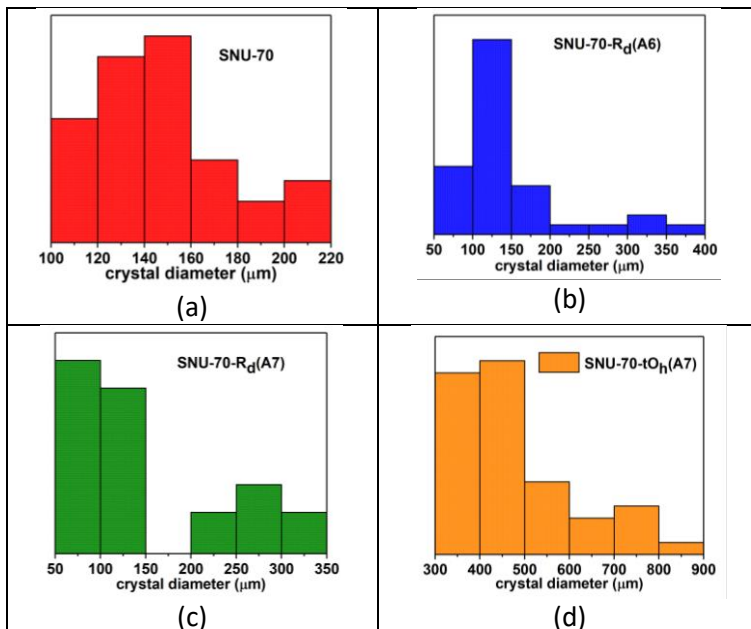 SNU-70
100 120 140 160 180 200 220
crystal diameter (μm)
(a)
SNU-70-Rd(A6)
50 100 150 200 250 300 350 400
crystal diameter (μm)
(b)
SNU-70-Rd(A7)
50 100 150 200 250 300 350
crystal diameter (μm)
(c)
SNU-70-tOh(A7)
300 400 500 600 700 800 900
crystal diameter (μm)
(d)